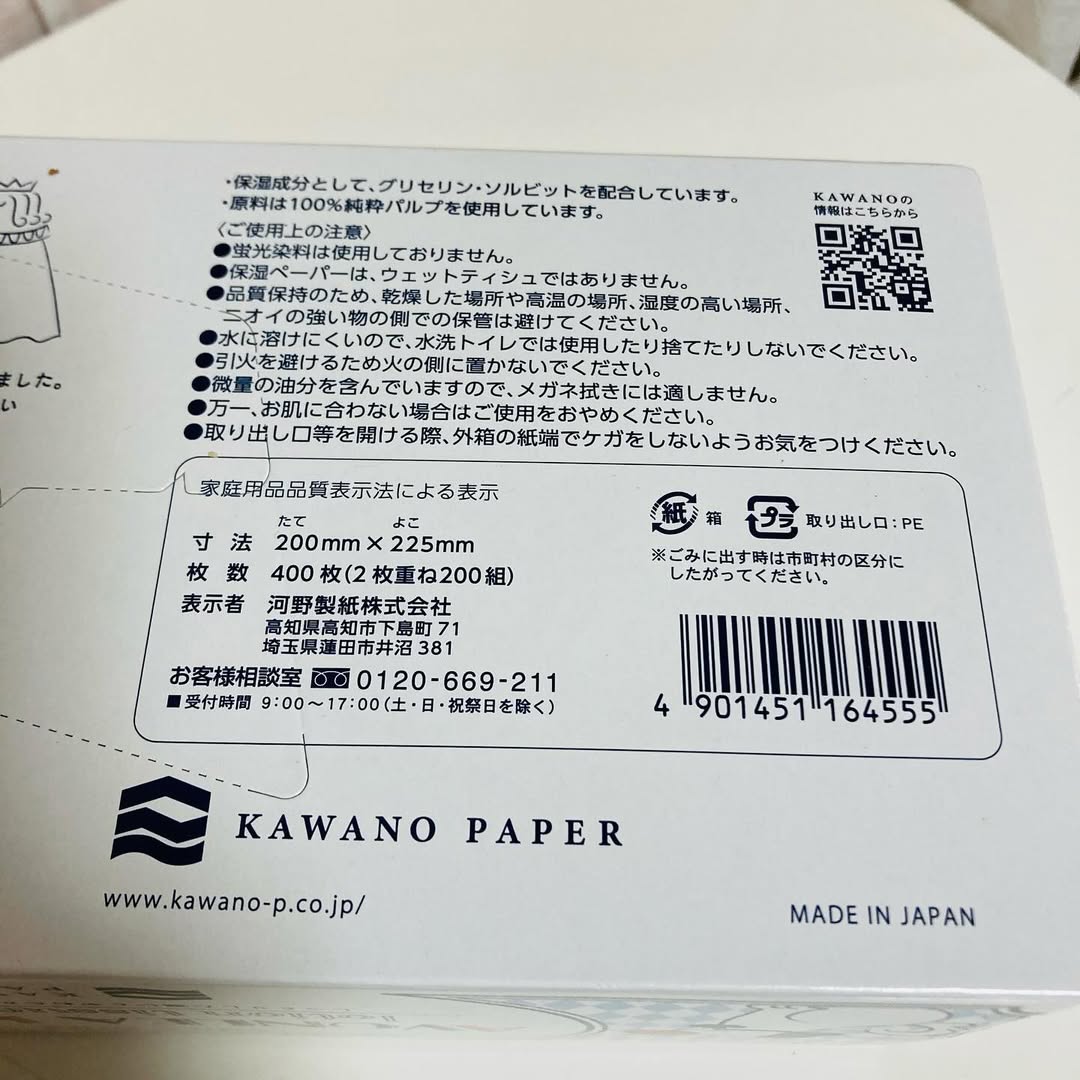 ・保湿成分として、グリセリン・ソルビットを配合しています。
・原料は100%純粋パルプを使用しています。
〈ご使用上の注意〉
●蛍光染料は使用しておりません。
●保湿ペーパーは、ウェットティシュではありません。
●品質保持のため、乾燥した場所や高温の場所、湿度の高い場所、
ニオイの強い物の側での保管は避けてください。
●水に溶けにくいので、水洗トイレでは使用したり捨てたりしないでください。
●引火を避けるため火の側に置かないでください。
●微量の油分を含んでいますので、メガネ拭きには適しません。
●万一、お肌に合わない場合はご使用をおやめください。
●取り出し口等を開ける際、外箱の紙端でケガをしないようお気をつけください。
KAWANOの
情報はこちらから
ました。
い
家庭用品品質表示法による表示
たて よこ
寸 法 200mm×225mm
枚 数 400枚(2枚重ね200組)
表示者 河野製紙株式会社
高知県高知市下島町71
埼玉県蓮田市井沼381
お客様相談室 0120-669-211
■受付時間 9:00〜17:00(土・日・祝祭日を除く)
紙 箱 プラ 取り出し口:PE
※ごみに出す時は市町村の区分に
したがってください。
4 901451 164555
KAWANO PAPER
www.kawano-p.co.jp/
MADE IN JAPAN